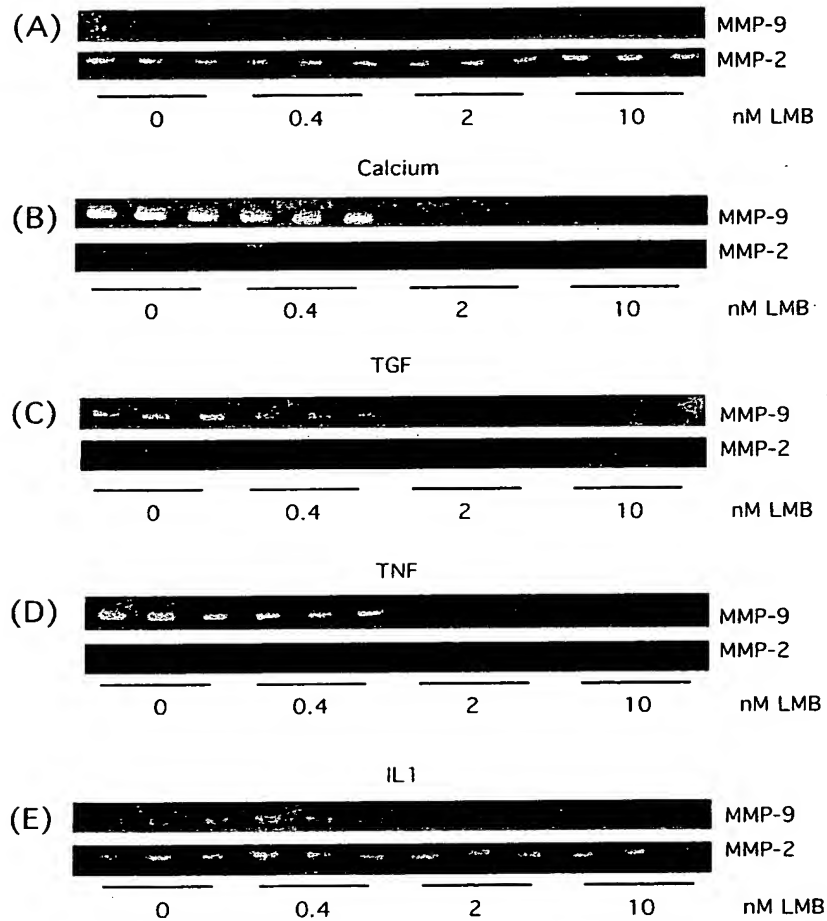 (A)
MMP-9
MMP-2
0 0.4 2 10 nM LMB
Calcium
(B)
MMP-9
MMP-2
0 0.4 2 10 nM LMB
TGF
(C)
MMP-9
MMP-2
0 0.4 2 10 nM LMB
TNF
(D)
MMP-9
MMP-2
0 0.4 2 10 nM LMB
IL1
(E)
MMP-9
MMP-2
0 0.4 2 10 nM LMB